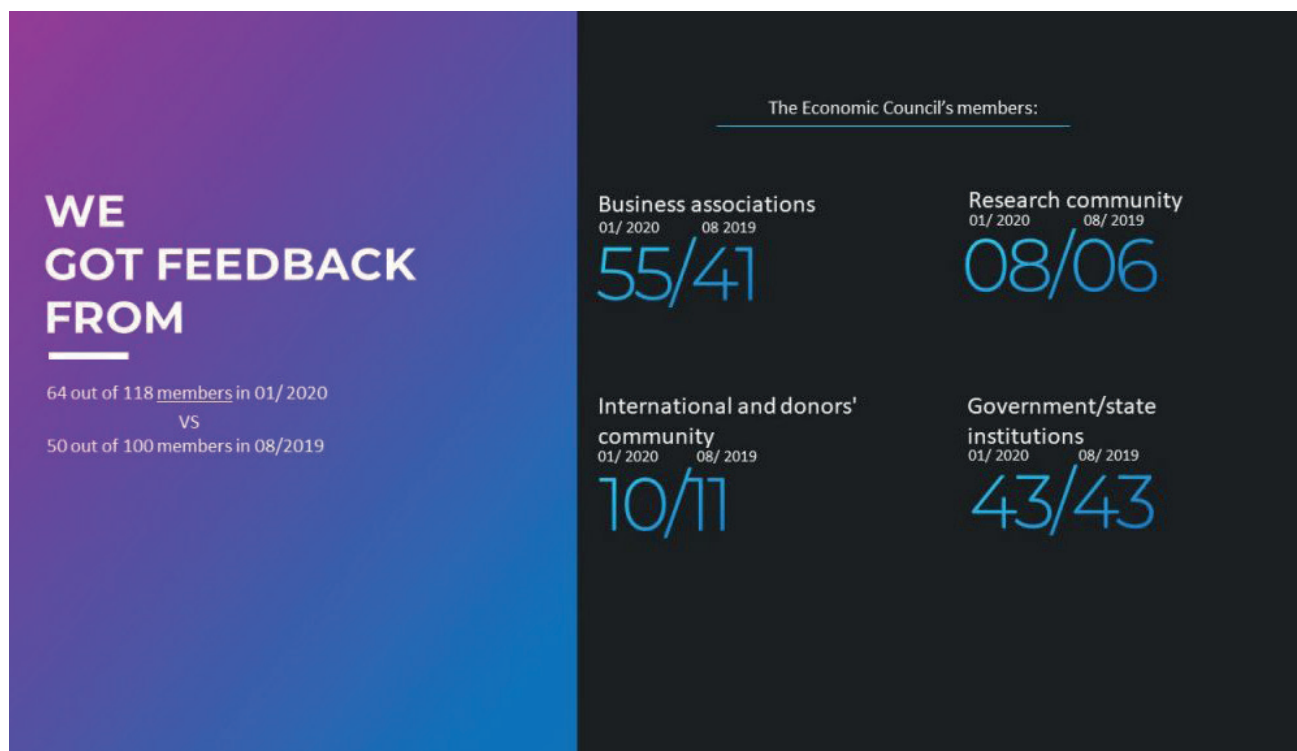 WE
GOT FEEDBACK
FROM
64 out of 118 members in 01/ 2020
VS
50 out of 100 members in 08/2019
The Economic Council's members:
Business associations
01/ 2020 08 2019
55/41
Research community
01/ 2020 08/ 2019
08/06
International and donors'
community
01/ 2020 08/ 2019
10/11
Government/state
institutions
01/ 2020 08/ 2019
43/43